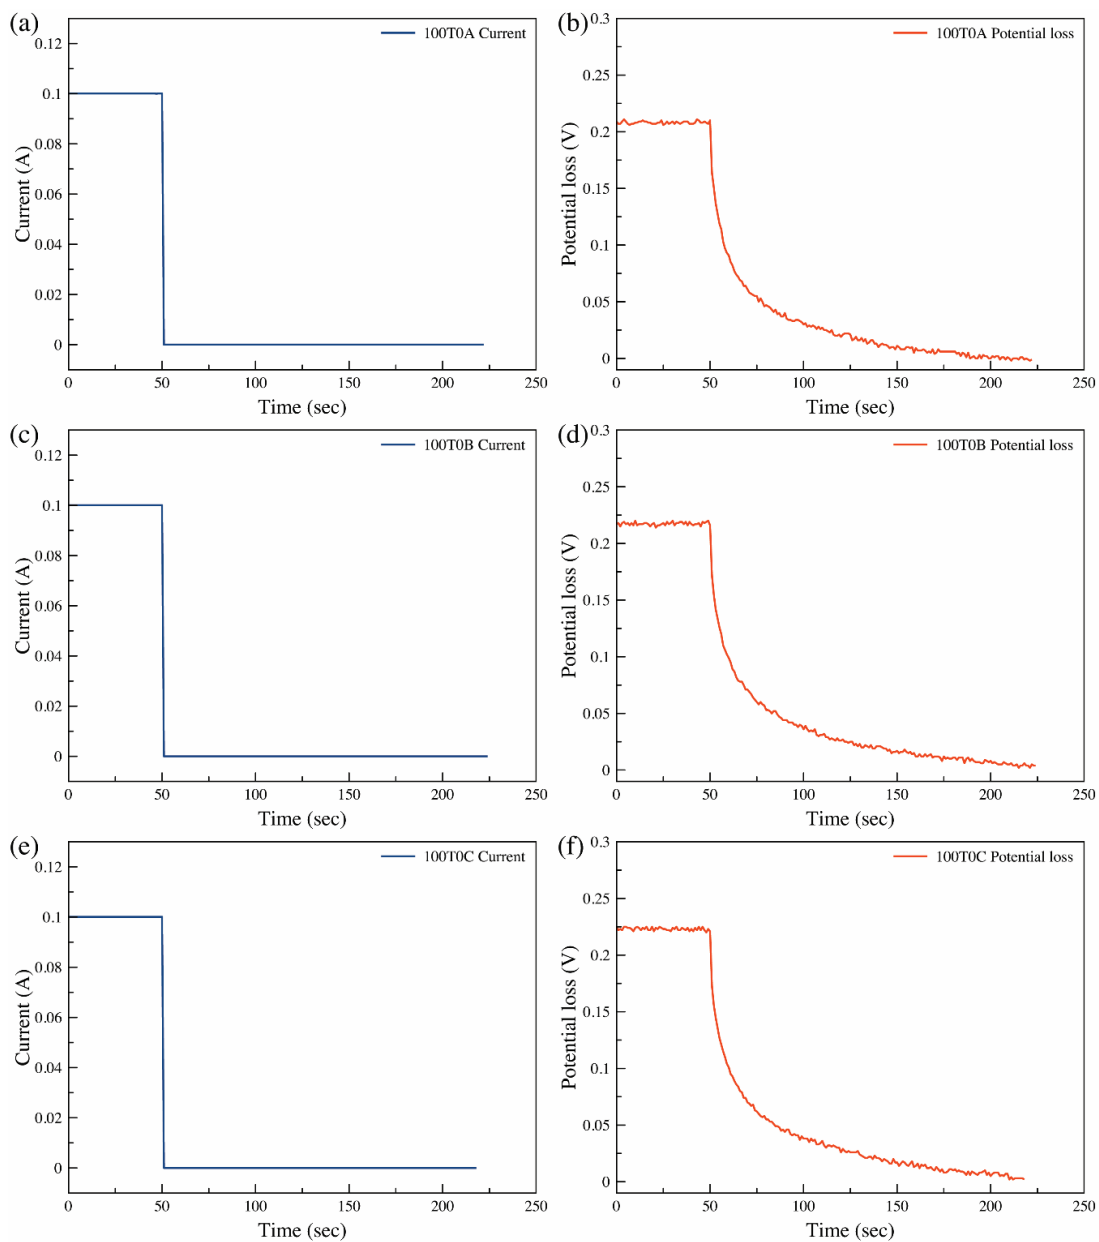 (a)
100T0A Current
0.12
0.1
0.08
0.06
0.04
0.02
0
Current (A)
0 50 100 150 200 250
Time (sec)
(b)
100T0A Potential loss
0.3
0.25
0.2
0.15
0.1
0.05
0
Potential loss (V)
0 50 100 150 200 250
Time (sec)
(c)
100T0B Current
0.12
0.1
0.08
0.06
0.04
0.02
0
Current (A)
0 50 100 150 200 250
Time (sec)
(d)
100T0B Potential loss
0.3
0.25
0.2
0.15
0.1
0.05
0
Potential loss (V)
0 50 100 150 200 250
Time (sec)
(e)
100T0C Current
0.12
0.1
0.08
0.06
0.04
0.02
0
Current (A)
0 50 100 150 200 250
Time (sec)
(f)
100T0C Potential loss
0.3
0.25
0.2
0.15
0.1
0.05
0
Potential loss (V)
0 50 100 150 200 250
Time (sec)